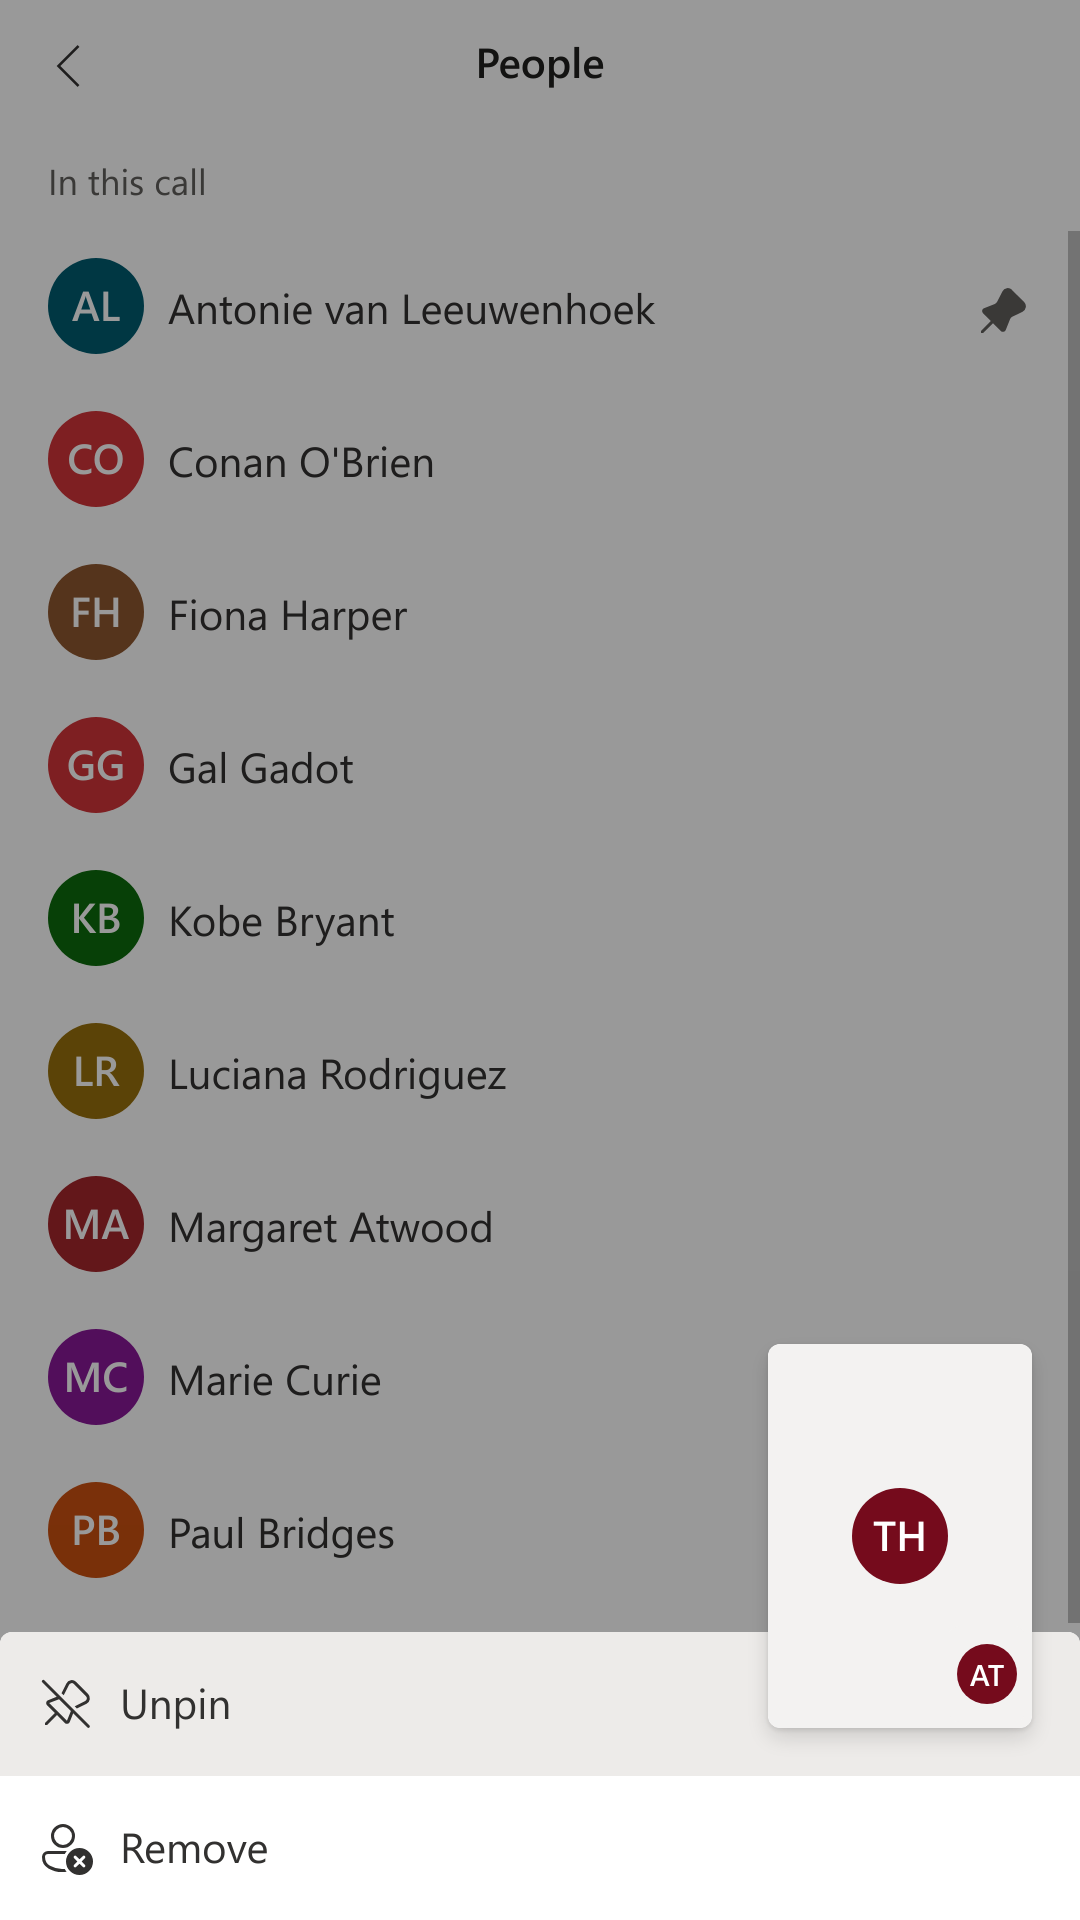 People
In this call
AL Antonie van Leeuwenhoek
CO Conan O'Brien
FH Fiona Harper
GG Gal Gadot
KB Kobe Bryant
LR Luciana Rodriguez
MA Margaret Atwood
MC Marie Curie
PB Paul Bridges
TH
AT
Unpin
Remove